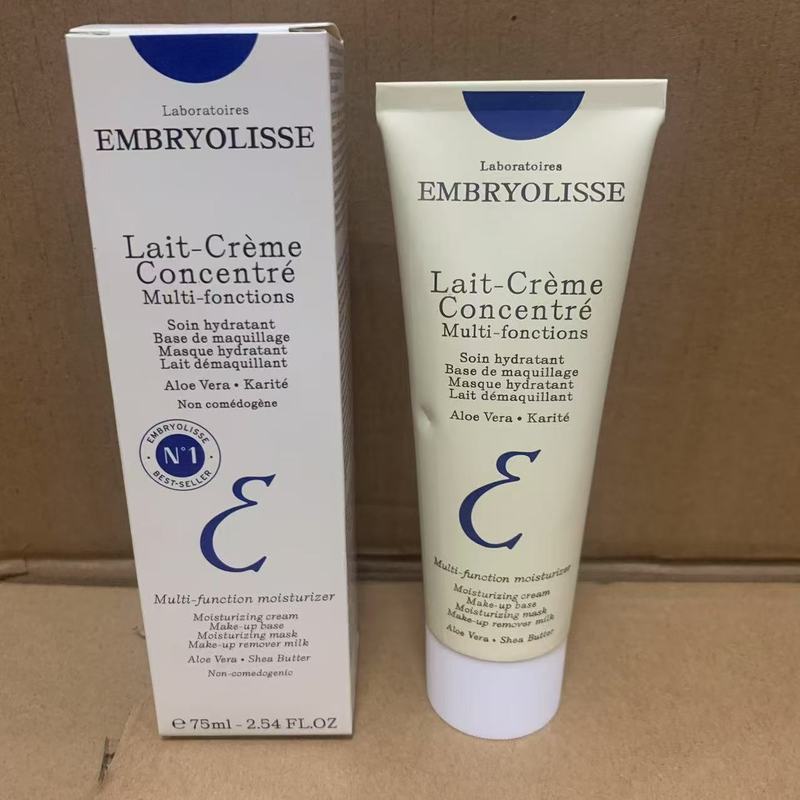 Laboratoires
EMBRYOLISSE
Lait-Crème
Concentré
Multi-fonctions
Soin hydratant
Base de maquillage
Masque hydratant
Lait démaquillant
Aloe Vera • Karité
Non comédogène
EMBRYOLISSE
N°1
BEST-SELLER
Multi-function moisturizer
Moisturizing cream
Make-up base
Moisturizing mask
Make-up remover milk
Aloe Vera • Shea Butter
Non-comedogenic
℮ 75ml - 2.54 FL.OZ
Laboratoires
EMBRYOLISSE
Lait-Crème
Concentré
Multi-fonctions
Soin hydratant
Base de maquillage
Masque hydratant
Lait démaquillant
Aloe Vera • Karité
Multi-function moisturizer
Moisturizing cream
Make-up base
Moisturizing mask
Make-up remover milk
Aloe Vera • Shea Butter